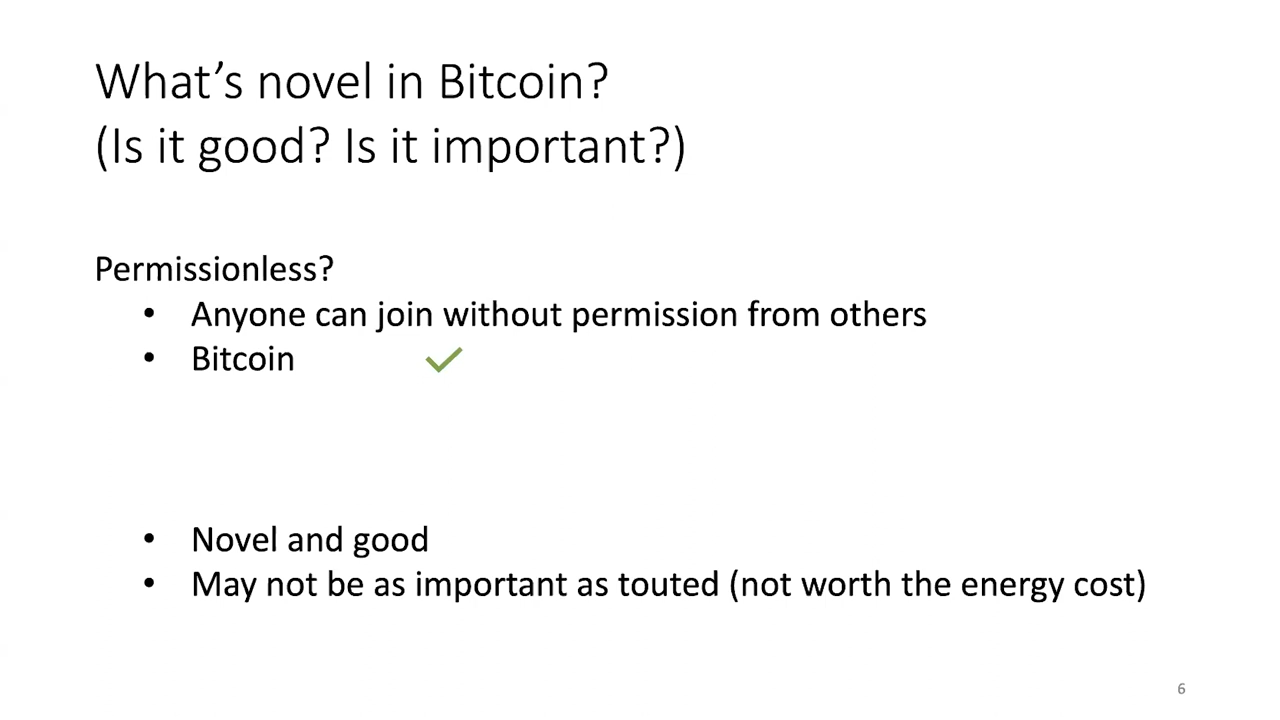 What’s novel in Bitcoin?
(Is it good? Is it important?)
Permissionless?
• Anyone can join without permission from others
• Bitcoin ✓
• Novel and good
• May not be as important as touted (not worth the energy cost)
6